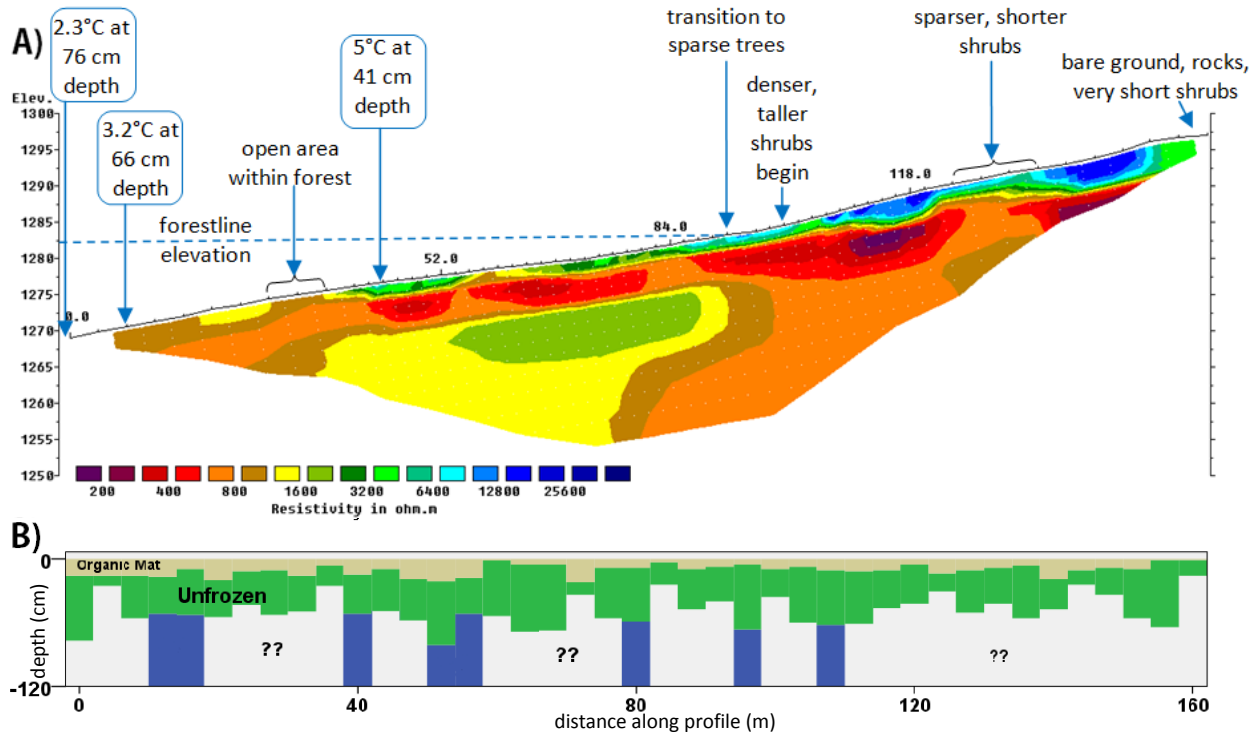 A)
2.3°C at
76 cm
depth
3.2°C at
66 cm
depth
5°C at
41 cm
depth
open area
within forest
forestline
elevation
transition to
sparse trees
denser,
taller
shrubs
begin
sparser, shorter
shrubs
bare ground, rocks,
very short shrubs
Elev.
1300
1295
1290
1285
1280
1275
1270
1265
1260
1255
1250
0.0
52.0
84.0
118.0
200 400 800 1600 3200 6400 12800 25600
Resistivity in ohm.m
B)
0
Organic Mat
Unfrozen
?? ?? ??
depth (cm)
-120
0 40 80 120 160
distance along profile (m)